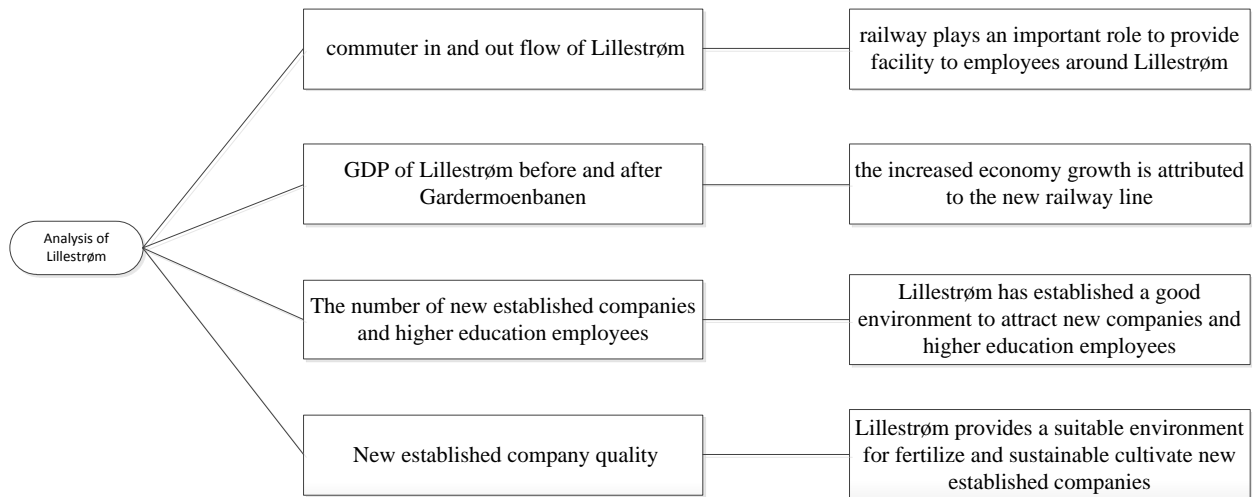 Analysis of
Lillestrøm
commuter in and out flow of Lillestrøm
railway plays an important role to provide
facility to employees around Lillestrøm
GDP of Lillestrøm before and after
Gardermoenbanen
the increased economy growth is attributed
to the new railway line
The number of new established companies
and higher education employees
Lillestrøm has established a good
environment to attract new companies and
higher education employees
New established company quality
Lillestrøm provides a suitable environment
for fertilize and sustainable cultivate new
established companies